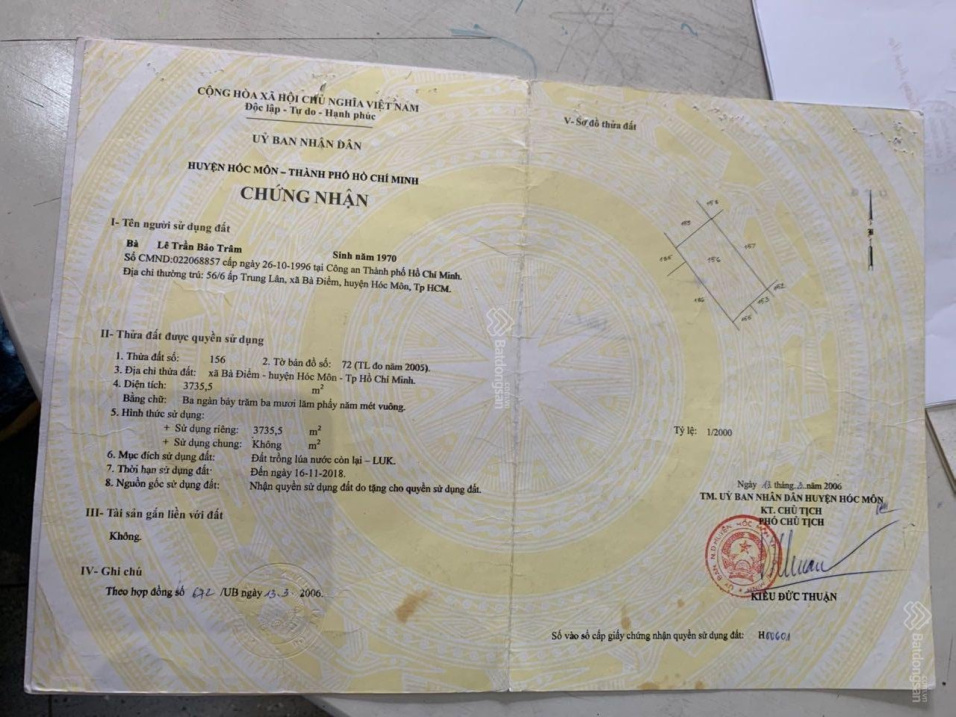 CỘNG HÒA XÃ HỘI CHỦ NGHĨA VIỆT NAM
Độc lập - Tự do - Hạnh phúc
UỶ BAN NHÂN DÂN
HUYỆN HÓC MÔN – THÀNH PHỐ HỒ CHÍ MINH
CHỨNG NHẬN
I- Tên người sử dụng đất
Bà Lê Trần Bảo Trâm Sinh năm 1970
Số CMND:022068857 cấp ngày 26-10-1996 tại Công an Thành phố Hồ Chí Minh.
Địa chỉ thường trú: 56/6 ấp Trung Lân, xã Bà Điểm, huyện Hóc Môn, Tp HCM.
II- Thửa đất được quyền sử dụng
1. Thửa đất số: 156 2. Tờ bản đồ số: 72 (TL đo năm 2005).
3. Địa chỉ thửa đất: xã Bà Điểm - huyện Hóc Môn - Tp Hồ Chí Minh.
4. Diện tích: 3735,5 m²
Bằng chữ: Ba ngàn bảy trăm ba mươi lăm phẩy năm mét vuông.
5. Hình thức sử dụng:
+ Sử dụng riêng: 3735,5 m²
+ Sử dụng chung: Không m²
6. Mục đích sử dụng đất: Đất trồng lúa nước còn lại – LUK.
7. Thời hạn sử dụng đất: Đến ngày 16-11-2018.
8. Nguồn gốc sử dụng đất: Nhận quyền sử dụng đất do tặng cho quyền sử dụng đất.
III- Tài sản gắn liền với đất
Không.
IV- Ghi chú
Theo hợp đồng số 672 /UB ngày 13.3 2006.
V- Sơ đồ thửa đất
156
157
Tỷ lệ: 1/2000
Ngày 13 tháng 3 năm 2006
TM. UỶ BAN NHÂN DÂN HUYỆN HÓC MÔN
KT. CHỦ TỊCH
PHÓ CHỦ TỊCH
KIỀU ĐỨC THUẬN
Số vào sổ cấp giấy chứng nhận quyền sử dụng đất:
Batdongsan
Batdongsan